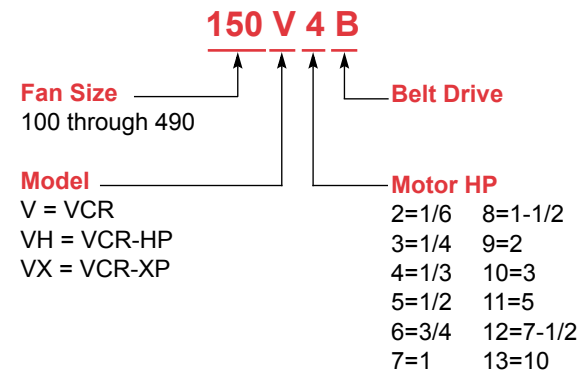 150 V 4 B
Fan Size
100 through 490
Belt Drive
Model
V = VCR
VH = VCR-HP
VX = VCR-XP
Motor HP
2=1/6 8=1-1/2
3=1/4 9=2
4=1/3 10=3
5=1/2 11=5
6=3/4 12=7-1/2
7=1 13=10